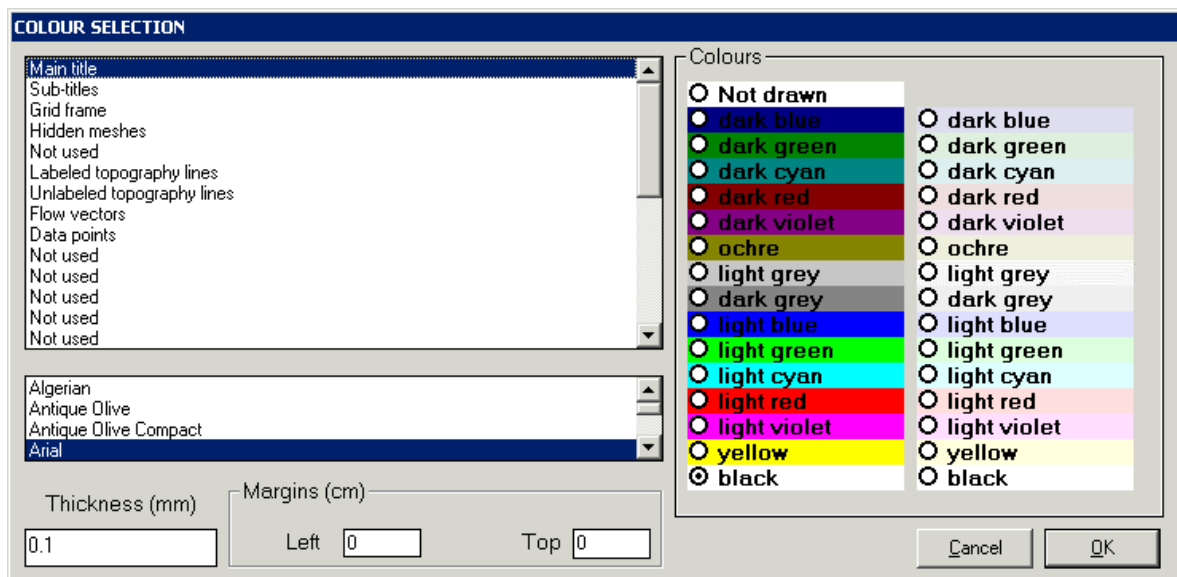 COLOUR SELECTION
Main title
Sub-titles
Grid frame
Hidden meshes
Not used
Labeled topography lines
Unlabeled topography lines
Flow vectors
Data points
Not used
Not used
Not used
Not used
Not used
Algerian
Antique Olive
Antique Olive Compact
Arial
Thickness (mm)
0.1
Margins (cm)
Left 0 Top 0
Colours
Not drawn
dark blue dark blue
dark green dark green
dark cyan dark cyan
dark red dark red
dark violet dark violet
ochre ochre
light grey light grey
dark grey dark grey
light blue light blue
light green light green
light cyan light cyan
light red light red
light violet light violet
yellow yellow
black black
Cancel OK